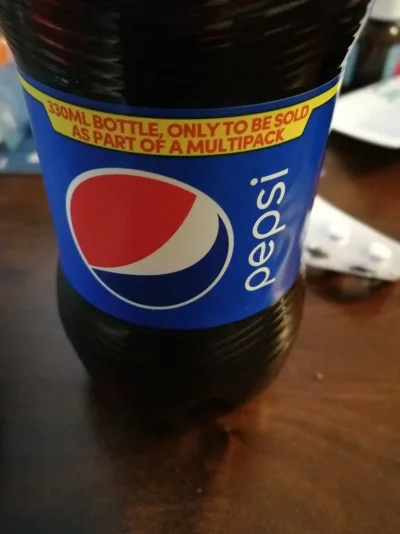 330ML BOTTLE, ONLY TO BE SOLD
AS PART OF A MULTIPACK
pepsi